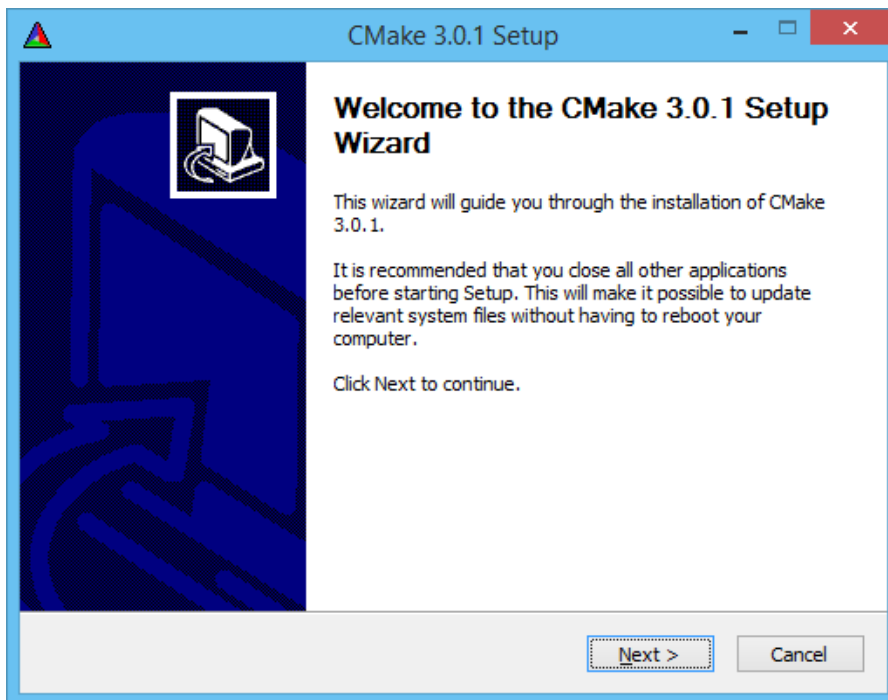 CMake 3.0.1 Setup
Welcome to the CMake 3.0.1 Setup
Wizard
This wizard will guide you through the installation of CMake
3.0.1.
It is recommended that you close all other applications
before starting Setup. This will make it possible to update
relevant system files without having to reboot your
computer.
Click Next to continue.
Next >
Cancel